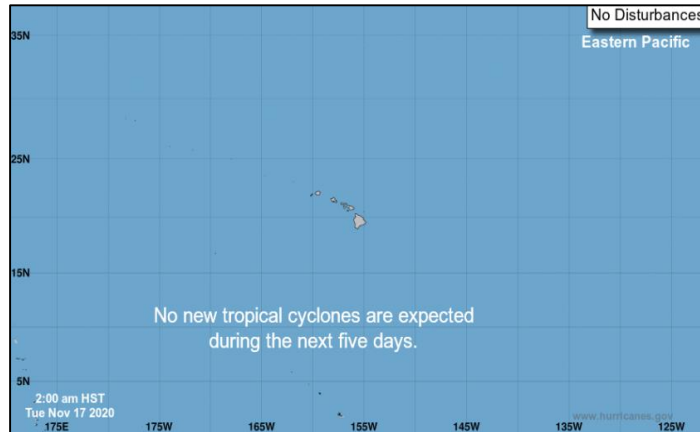 No Disturbances
35N
Eastern Pacific
25N
15N
No new tropical cyclones are expected
during the next five days.
5N
2:00 am HST
Tue Nov 17 2020
www.hurricanes.gov
175E 175W 165W 155W 145W 135W 125W